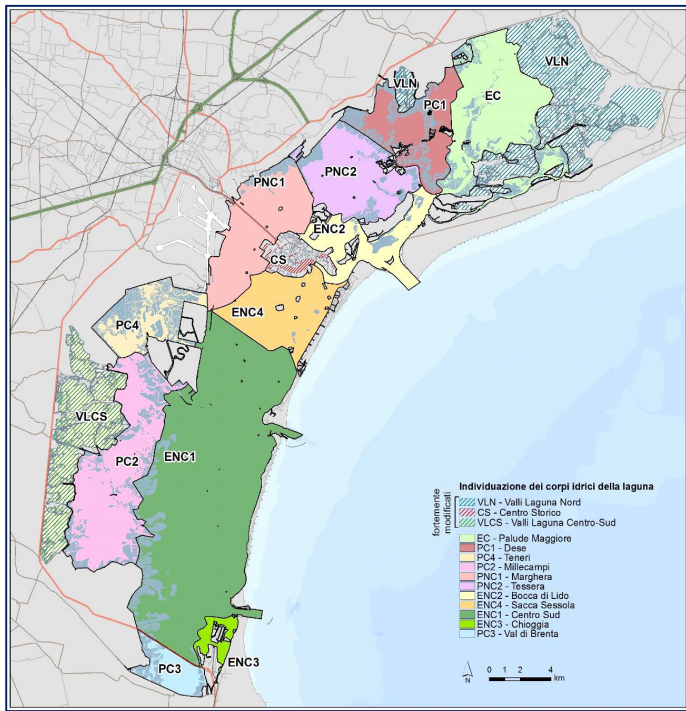 VLN
VLN
PC1
EC
PNC2
PNC1
ENC2
CS
ENC4
PC4
VLCS
PC2
ENC1
PC3
ENC3
Individuazione dei corpi idrici della laguna
fortemente
modificati
VLN - Valli Laguna Nord
CS - Centro Storico
VLCS - Valli Laguna Centro-Sud
EC - Palude Maggiore
PC1 - Dese
PC4 - Teneri
PC2 - Millecampi
PNC1 - Marghera
PNC2 - Tessera
ENC2 - Bocca di Lido
ENC4 - Sacca Sessola
ENC1 - Centro Sud
ENC3 - Chioggia
PC3 - Val di Brenta
N
0 1 2 4
km